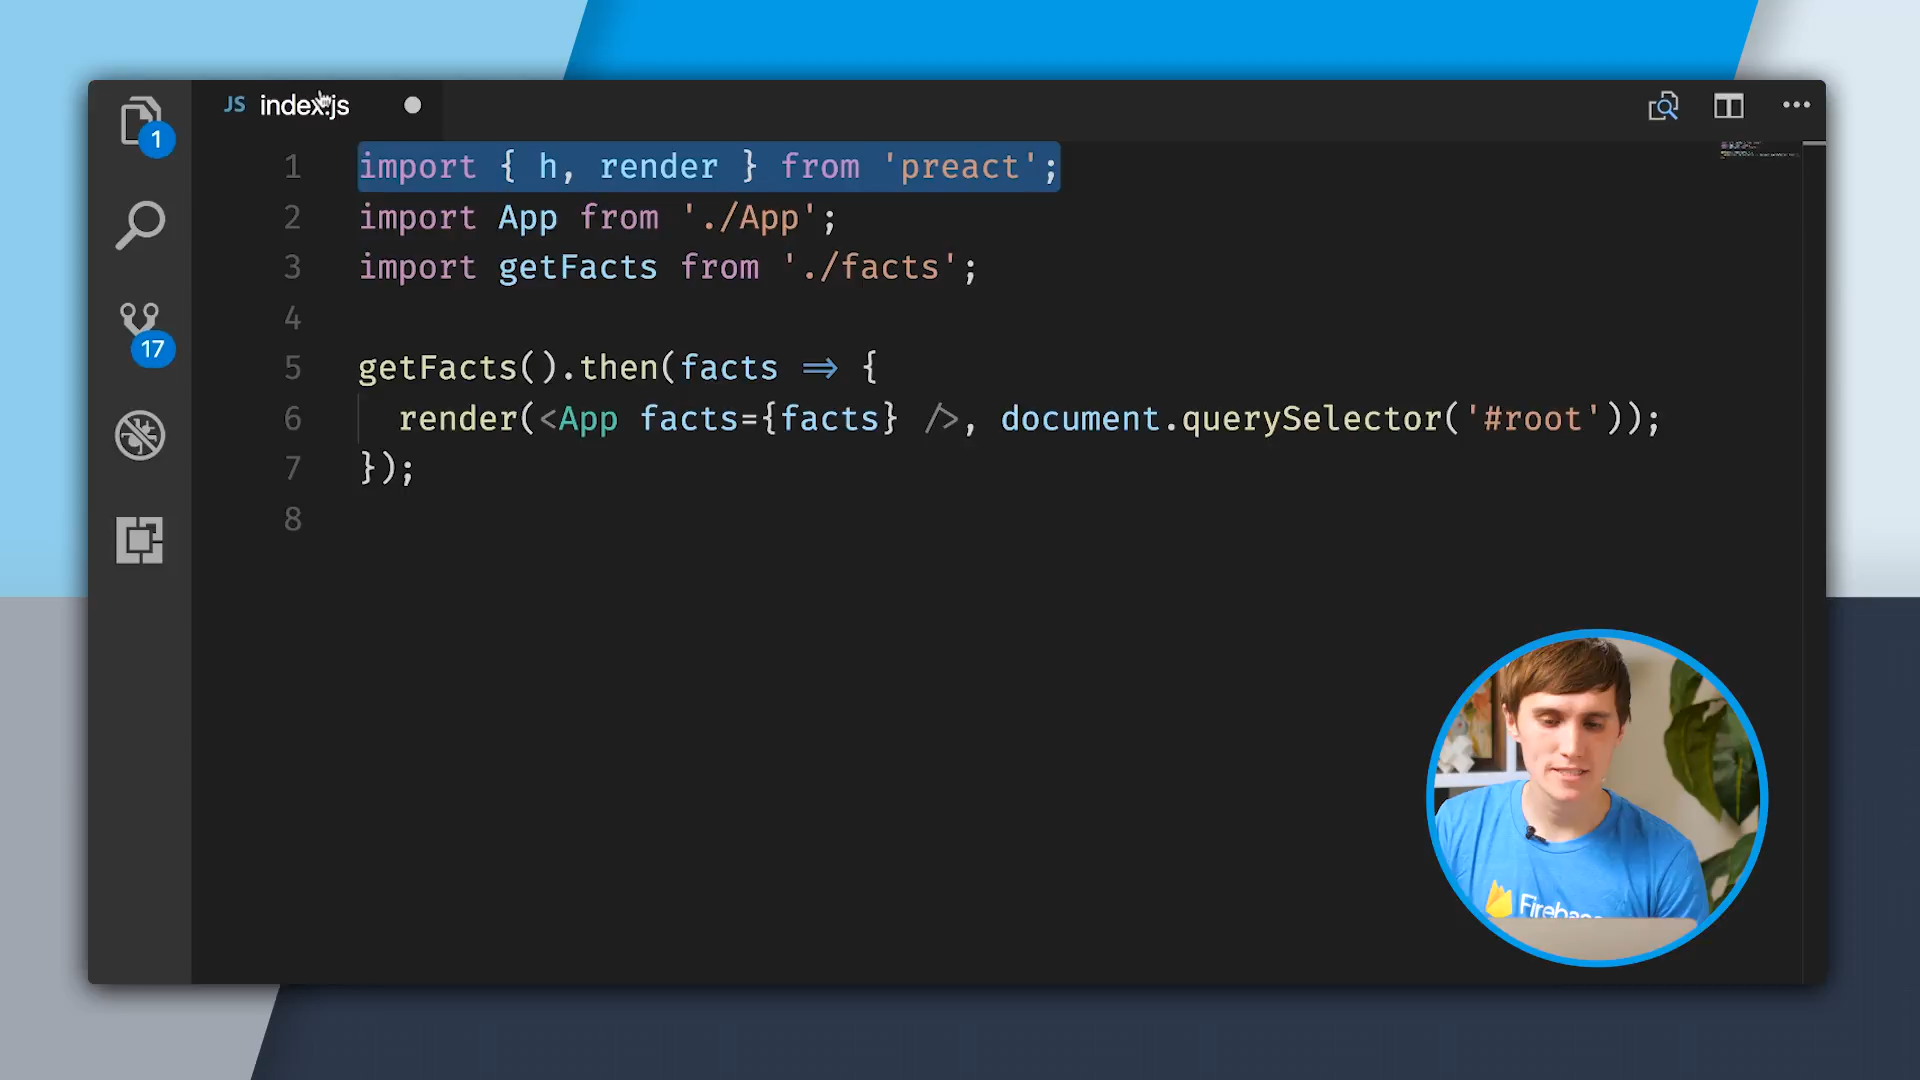 JS index.js
1
17
1 import { h, render } from 'preact';
2 import App from './App';
3 import getFacts from './facts';
4
5 getFacts().then(facts => {
6 render(<App facts={facts} />, document.querySelector('#root'));
7 });
8